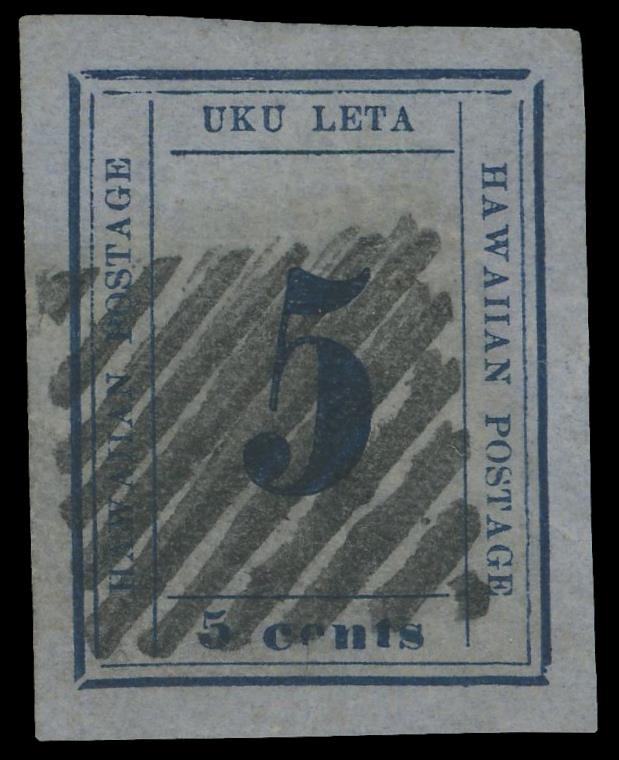 UKU LETA
HAWAIIAN POSTAGE
5
HAWAIIAN POSTAGE
5 cents